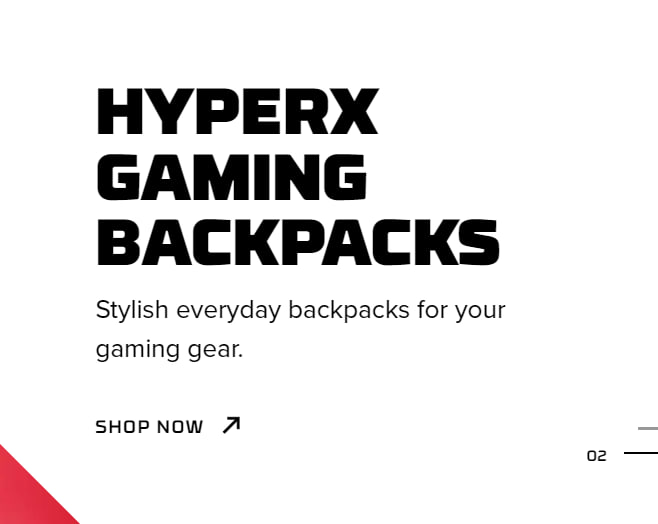 HYPERX
GAMING
BACKPACKS
Stylish everyday backpacks for your
gaming gear.
SHOP NOW
02